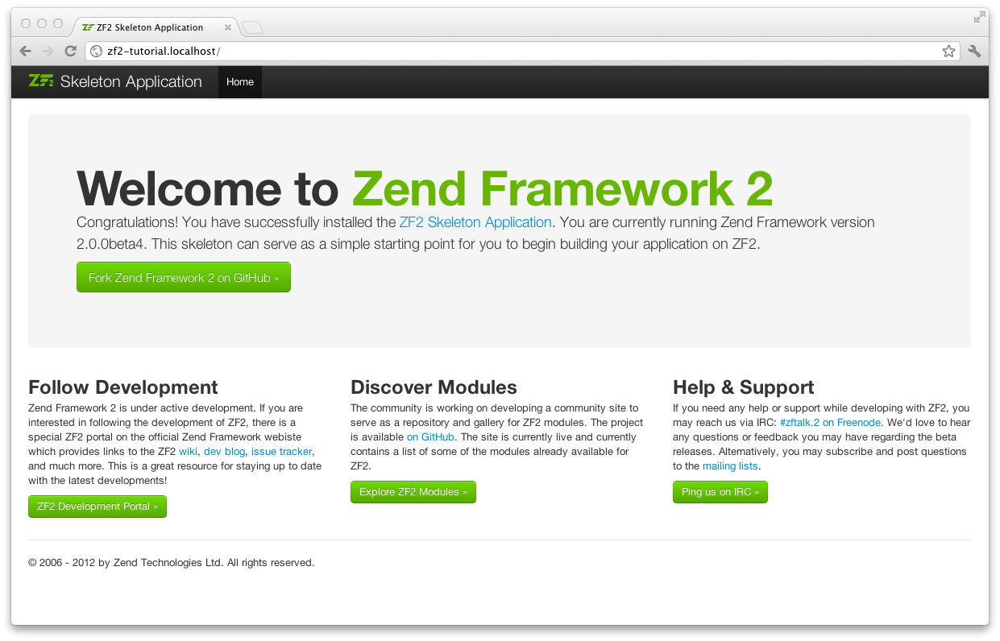 ZF2 Skeleton Application
zf2-tutorial.localhost/
ZF2 Skeleton Application Home
Welcome to Zend Framework 2
Congratulations! You have successfully installed the ZF2 Skeleton Application. You are currently running Zend Framework version
2.0.0beta4. This skeleton can serve as a simple starting point for you to begin building your application on ZF2.
Fork Zend Framework 2 on GitHub »
Follow Development
Zend Framework 2 is under active development. If you are
interested in following the development of ZF2, there is a
special ZF2 portal on the official Zend Framework webiste
which provides links to the ZF2 wiki, dev blog, issue tracker,
and much more. This is a great resource for staying up to date
with the latest developments!
ZF2 Development Portal »
Discover Modules
The community is working on developing a community site to
serve as a repository and gallery for ZF2 modules. The project
is available on GitHub. The site is currently live and currently
contains a list of some of the modules already available for
ZF2.
Explore ZF2 Modules »
Help & Support
If you need any help or support while developing with ZF2, you
may reach us via IRC: #zftalk.2 on Freenode. We'd love to hear
any questions or feedback you may have regarding the beta
releases. Alternatively, you may subscribe and post questions
to the mailing lists.
Ping us on IRC »
© 2006 - 2012 by Zend Technologies Ltd. All rights reserved.